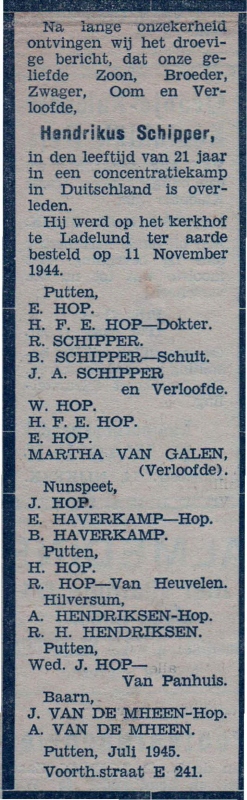 Na lange onzekerheid
ontvingen wij het droevi-
ge bericht, dat onze ge-
liefde Zoon, Broeder,
Zwager, Oom en Ver-
loofde,
Hendrikus Schipper,
in den leeftijd van 21 jaar
in een concentratiekamp
in Duitschland is over-
leden.
Hij werd op het kerkhof
te Ladelund ter aarde
besteld op 11 November
1944.
Putten,
E. HOP.
H. F. E. HOP—Dokter.
R. SCHIPPER.
B. SCHIPPER—Schuit.
J. A. SCHIPPER
en Verloofde.
W. HOP.
H. F. E. HOP.
E. HOP.
MARTHA VAN GALEN,
(Verloofde).
Nunspeet,
J. HOP.
E. HAVERKAMP—Hop.
B. HAVERKAMP.
Putten,
H. HOP.
R. HOP—Van Heuvelen.
Hilversum,
A. HENDRIKSEN-Hop.
R. H. HENDRIKSEN.
Putten,
Wed. J. HOP—
Van Panhuis.
Baarn,
J. VAN DE MHEEN-Hop.
A. VAN DE MHEEN.
Putten, Juli 1945.
Voorth.straat E 241.